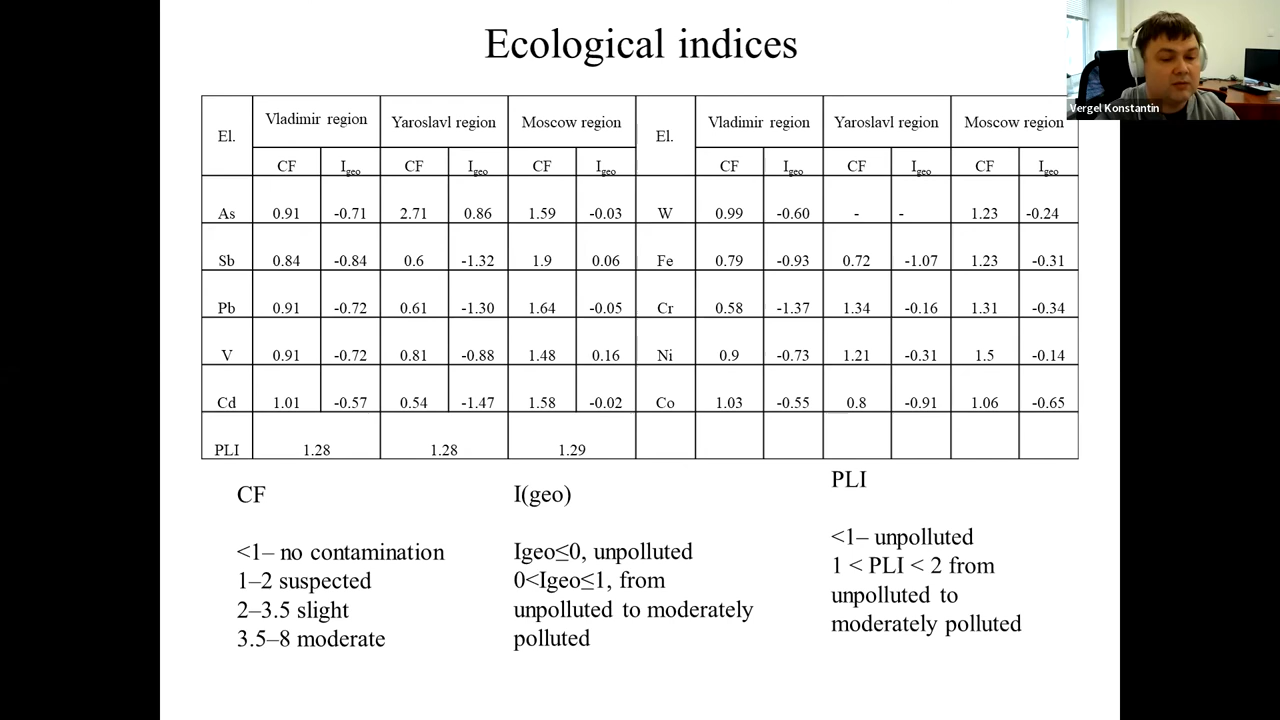 Ecological indices
Vergel Konstantin
El. Vladimir region Yaroslavl region Moscow region El. Vladimir region Yaroslavl region Moscow region
CF Igeo CF Igeo CF Igeo CF Igeo CF Igeo CF Igeo
As 0.91 -0.71 2.71 0.86 1.59 -0.03 W 0.99 -0.60 - - 1.23 -0.24
Sb 0.84 -0.84 0.6 -1.32 1.9 0.06 Fe 0.79 -0.93 0.72 -1.07 1.23 -0.31
Pb 0.91 -0.72 0.61 -1.30 1.64 -0.05 Cr 0.58 -1.37 1.34 -0.16 1.31 -0.34
V 0.91 -0.72 0.81 -0.88 1.48 0.16 Ni 0.9 -0.73 1.21 -0.31 1.5 -0.14
Cd 1.01 -0.57 0.54 -1.47 1.58 -0.02 Co 1.03 -0.55 0.8 -0.91 1.06 -0.65
PLI 1.28 1.28 1.29
CF
<1– no contamination
1–2 suspected
2–3.5 slight
3.5–8 moderate
I(geo)
Igeo≤0, unpolluted
0<Igeo≤1, from
unpolluted to moderately
polluted
PLI
<1– unpolluted
1 < PLI < 2 from
unpolluted to
moderately polluted